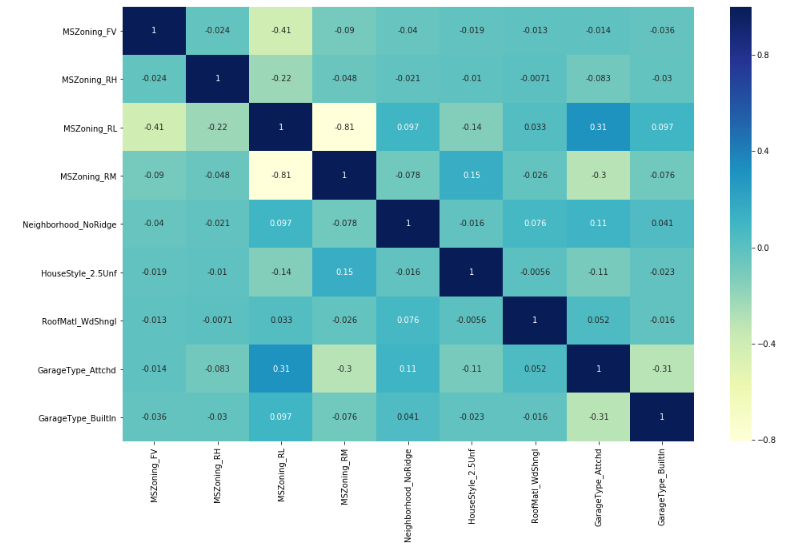 MSZoning_FV 1 -0.024 -0.41 -0.09 -0.04 -0.019 -0.013 -0.014 -0.036
MSZoning_RH -0.024 1 -0.22 -0.048 -0.021 -0.01 -0.0071 -0.083 -0.03
MSZoning_RL -0.41 -0.22 1 -0.81 0.097 -0.14 0.033 0.31 0.097
MSZoning_RM -0.09 -0.048 -0.81 1 -0.078 0.15 -0.026 -0.3 -0.076
Neighborhood_NoRidge -0.04 -0.021 0.097 -0.078 1 -0.016 0.076 0.11 0.041
HouseStyle_2.5Unf -0.019 -0.01 -0.14 0.15 -0.016 1 -0.0056 -0.11 -0.023
RoofMatl_WdShngl -0.013 -0.0071 0.033 -0.026 0.076 -0.0056 1 0.052 -0.016
GarageType_Attchd -0.014 -0.083 0.31 -0.3 0.11 -0.11 0.052 1 -0.31
GarageType_BuiltIn -0.036 -0.03 0.097 -0.076 0.041 -0.023 -0.016 -0.31 1
MSZoning_FV
MSZoning_RH
MSZoning_RL
MSZoning_RM
Neighborhood_NoRidge
HouseStyle_2.5Unf
RoofMatl_WdShngl
GarageType_Attchd
GarageType_BuiltIn
0.8
0.4
0.0
−0.4
−0.8